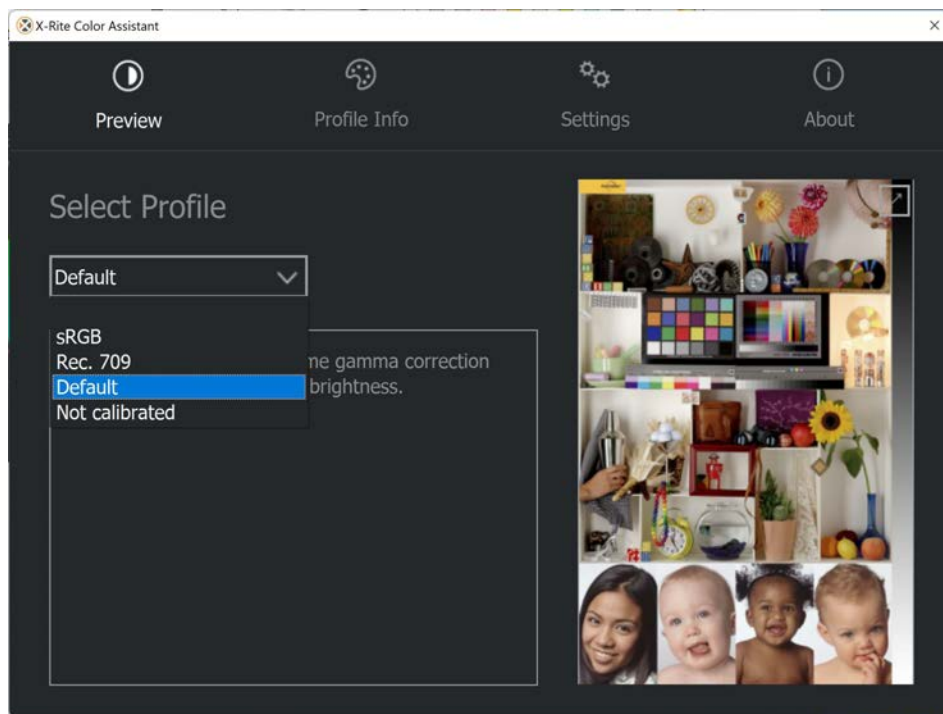 X-Rite Color Assistant
Preview
Profile Info
Settings
About
Select Profile
Default
sRGB
Rec. 709
Default
Not calibrated
me gamma correction
brightness.